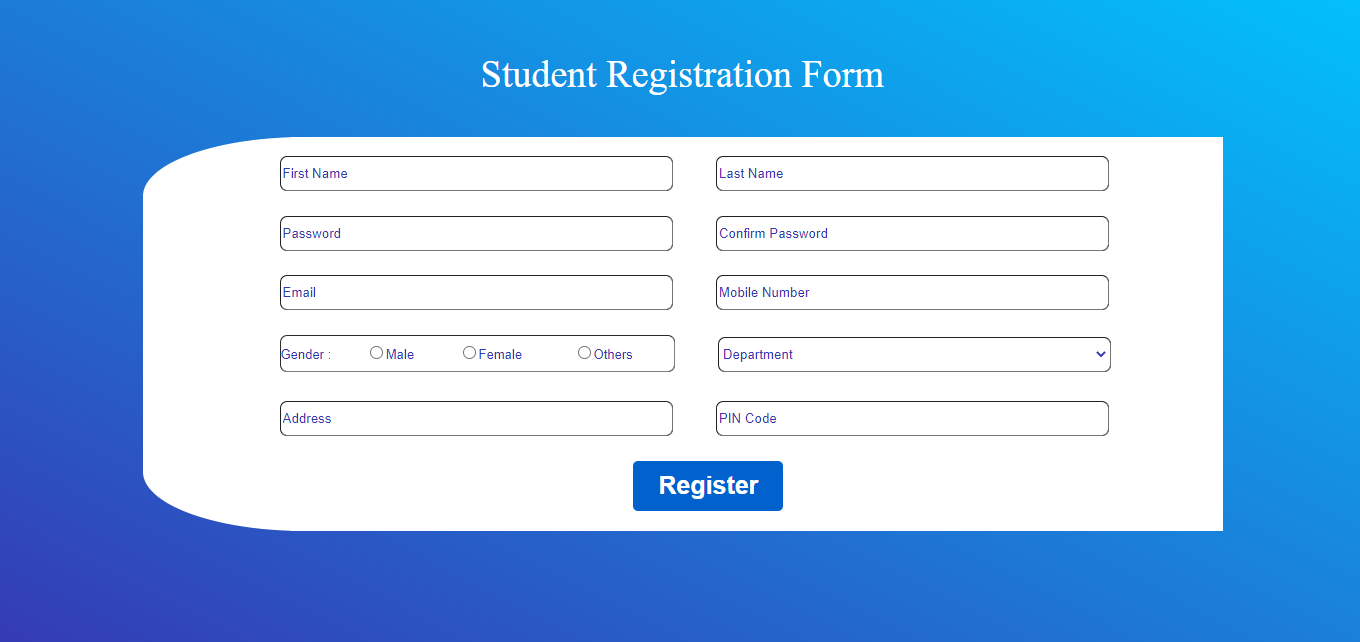 Student Registration Form
First Name Last Name
Password Confirm Password
Email Mobile Number
Gender : Male Female Others Department
Address PIN Code
Register